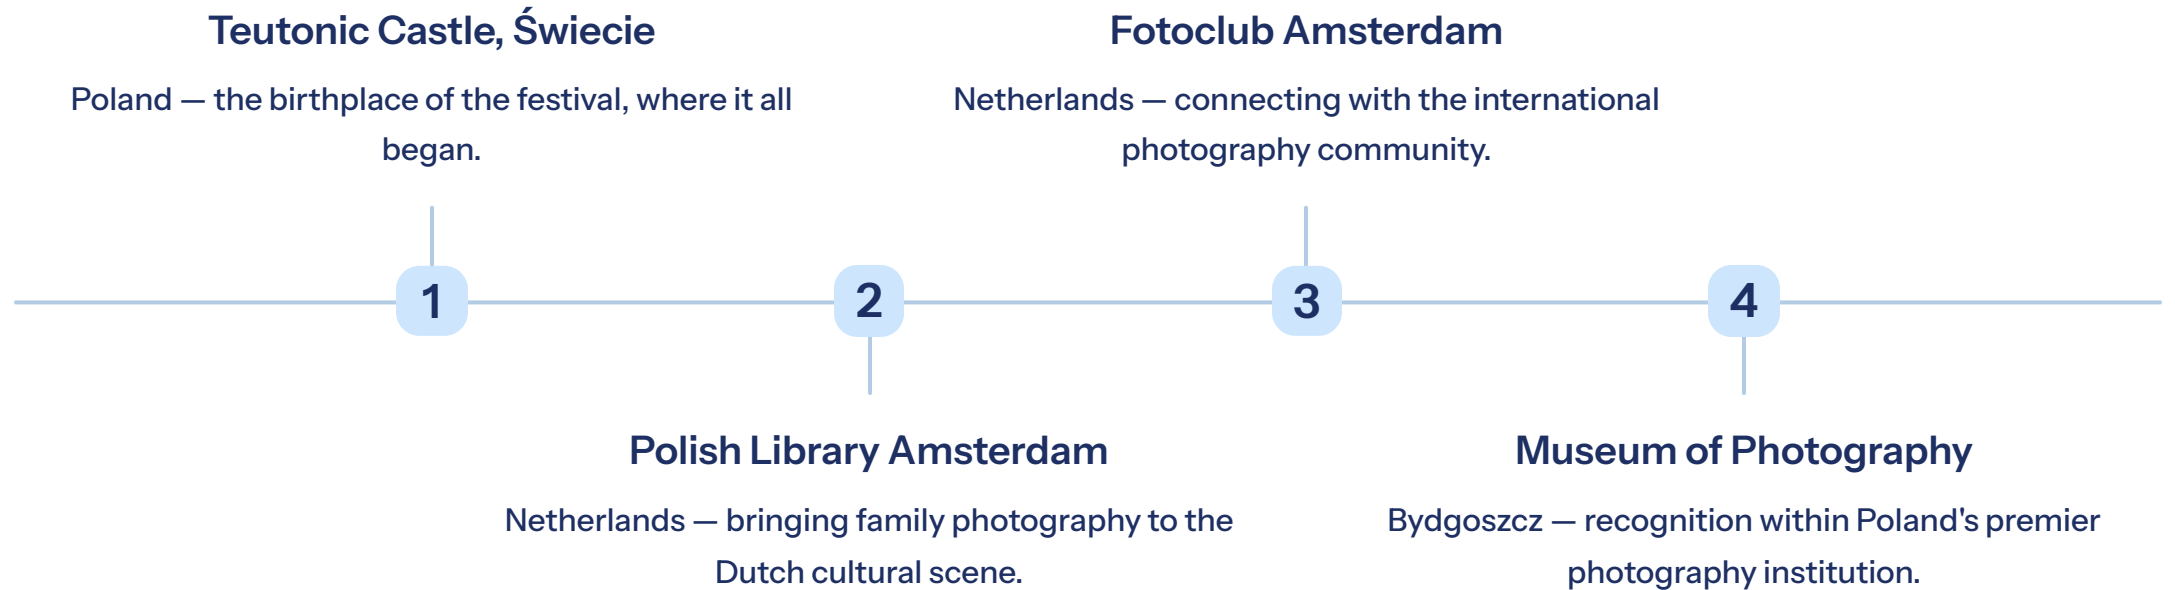 Teutonic Castle, Świecie
Poland — the birthplace of the festival, where it all
began.
Fotoclub Amsterdam
Netherlands — connecting with the international
photography community.
1
2
3
4
Polish Library Amsterdam
Netherlands — bringing family photography to the
Dutch cultural scene.
Museum of Photography
Bydgoszcz — recognition within Poland's premier
photography institution.